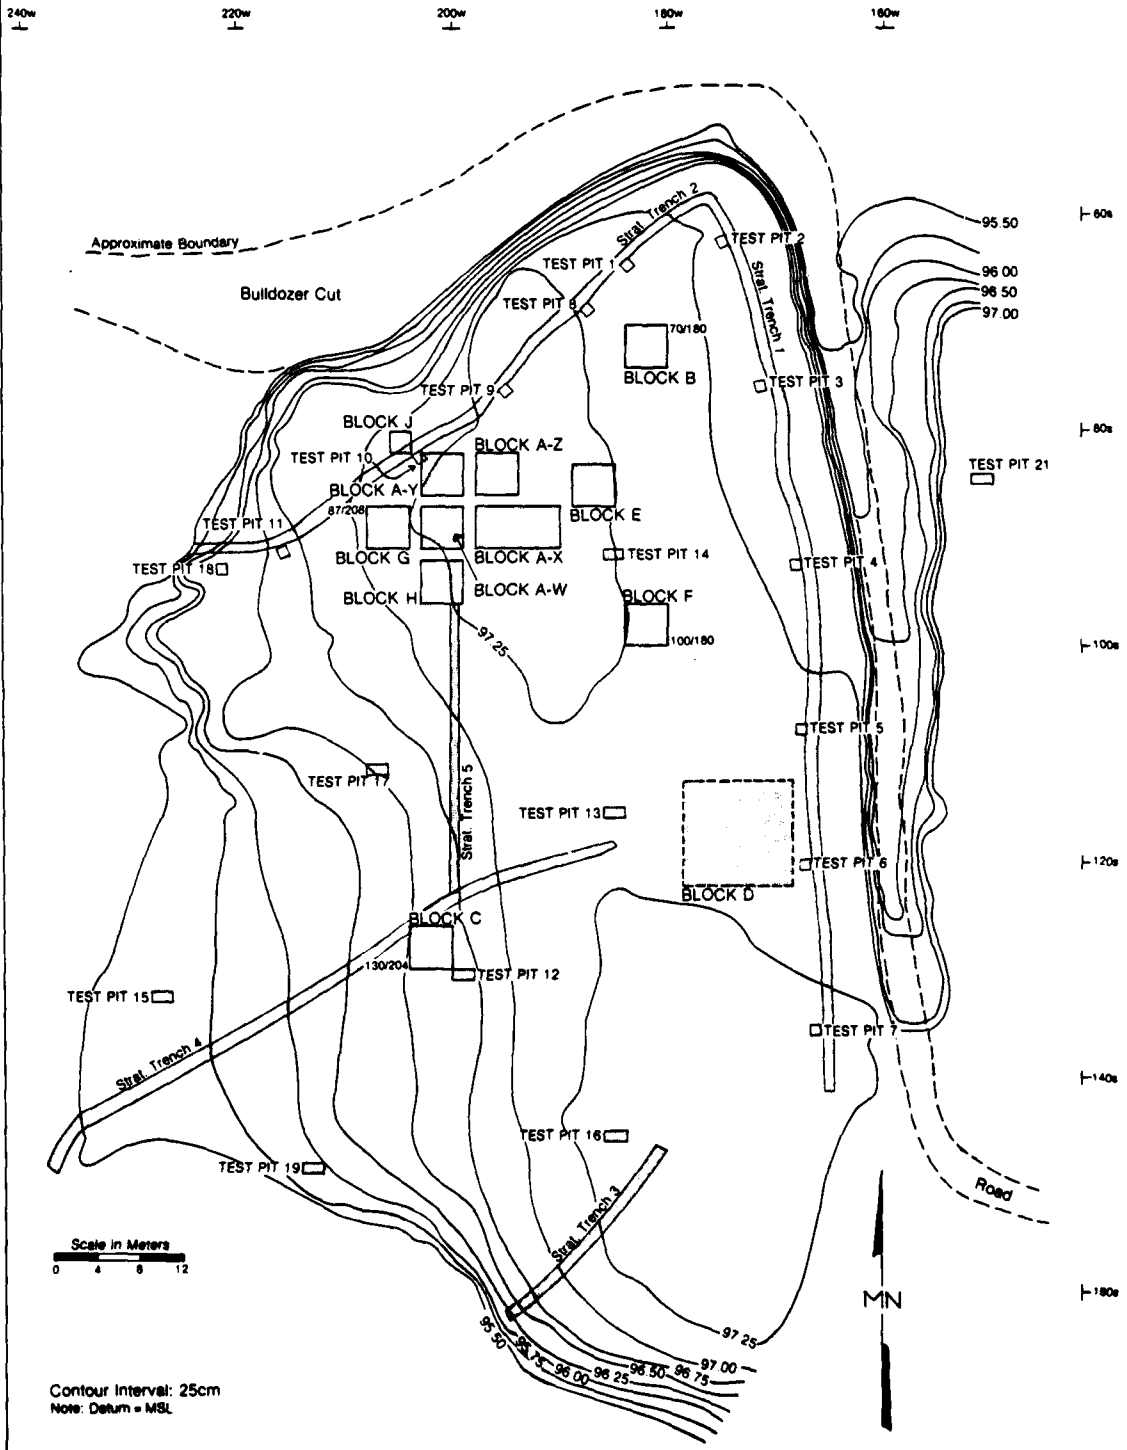 240w 220w 200w 180w 160w
60s
95.50
Approximate Boundary
Strat. Trench 2
TEST PIT 2
TEST PIT 1
96 00
96 50
97.00
Bulldozer Cut
Strat. Trench 1
TEST PIT 8
70/180
BLOCK B
TEST PIT 9
TEST PIT 3
BLOCK J
80s
BLOCK A-Z
TEST PIT 10
TEST PIT 21
BLOCK A-Y
87/208
TEST PIT 11
BLOCK E
BLOCK G
BLOCK A-X
TEST PIT 14
TEST PIT 18
TEST PIT 4
BLOCK H
BLOCK A-W
BLOCK F
97 25
100/180
100s
TEST PIT 5
TEST PIT 17
Strat. Trench 5
TEST PIT 13
120s
TEST PIT 6
BLOCK D
BLOCK C
130/204
TEST PIT 12
TEST PIT 15
TEST PIT 7
Strat. Trench 4
140s
TEST PIT 16
TEST PIT 19
Strat. Trench 3
Road
Scale in Meters
0 4 8 12
MN
160s
97 25
97.00
95 50
95.75
96 00
96 25
96.50
96 75
Contour Interval: 25cm
Note: Datum = MSL